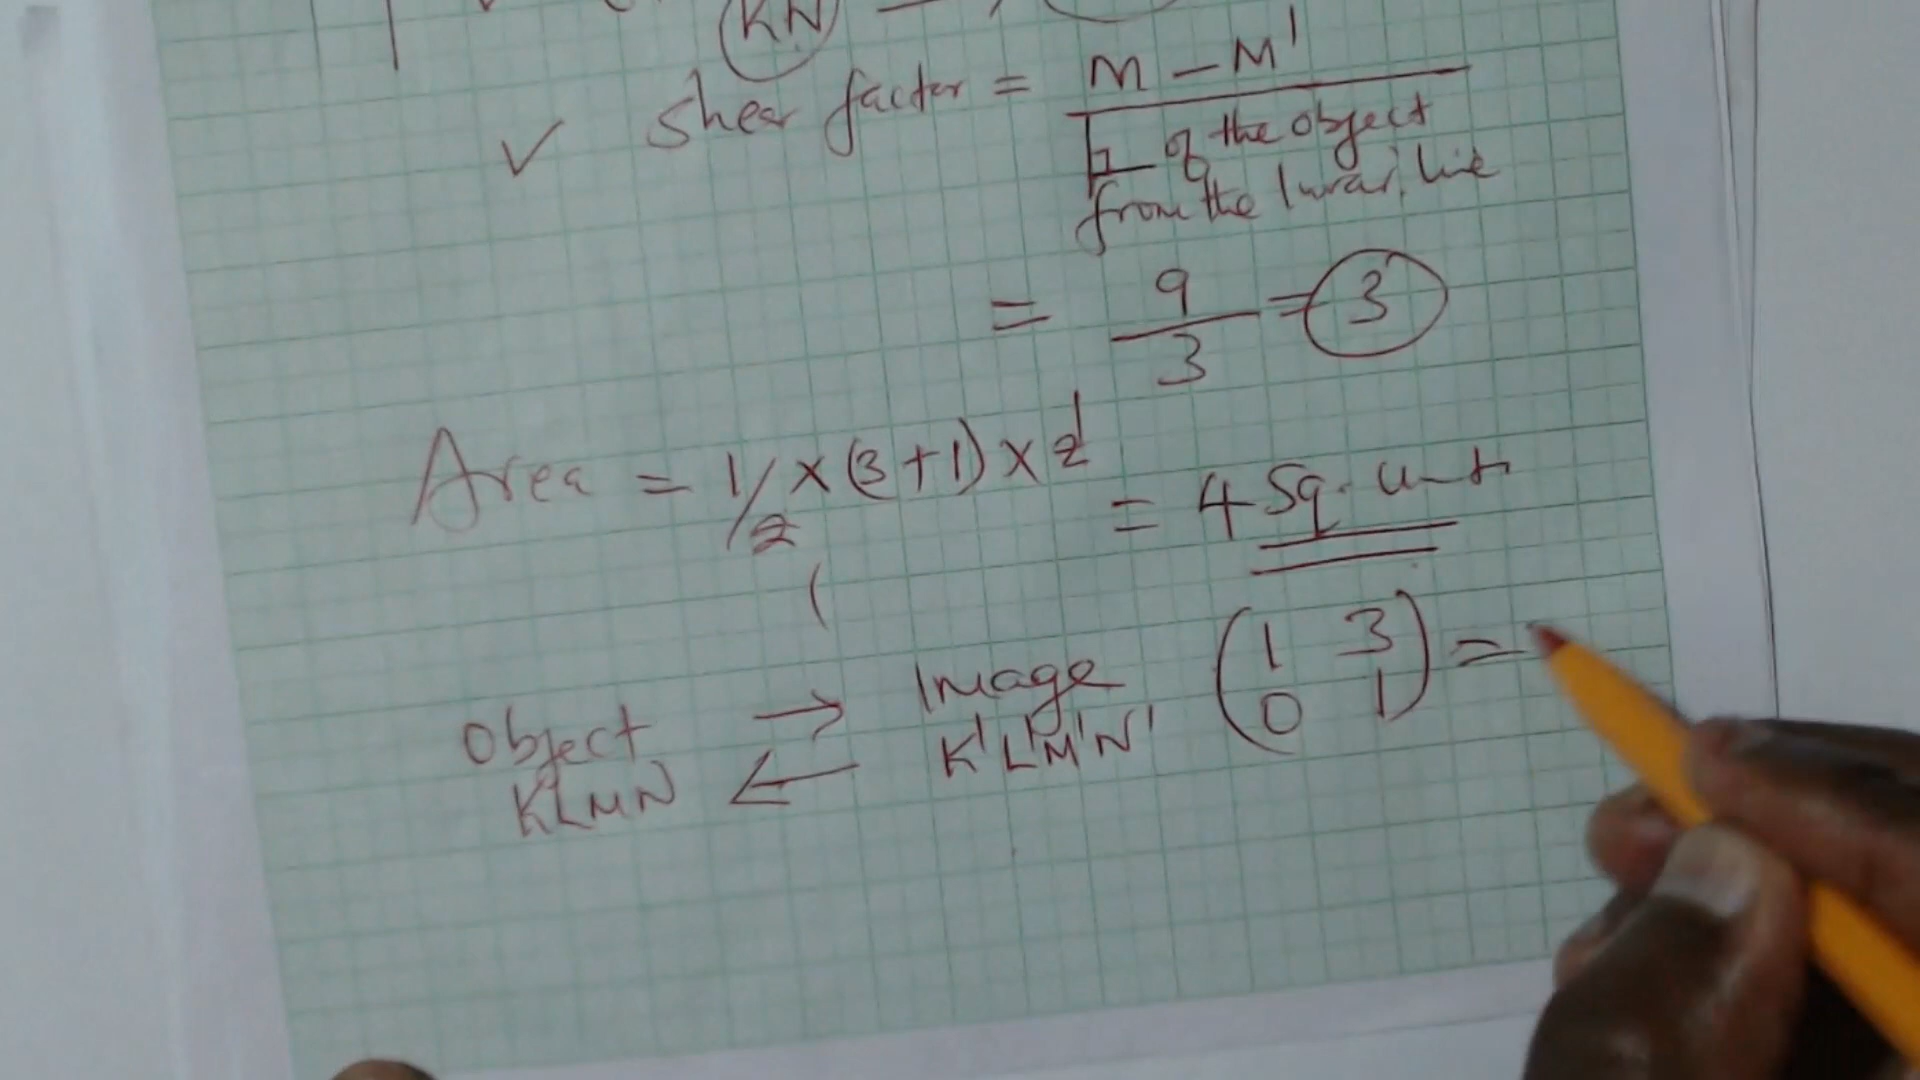 KN
✓ Shear factor = M - M'
of the object
from the Invar. line
= 9/3 = 3
Area = 1/2 × (3+1) × 2
= 4 Sq. units
(
Object → Image (1 3
0 1) =
KLMN ← K'L'M'N'